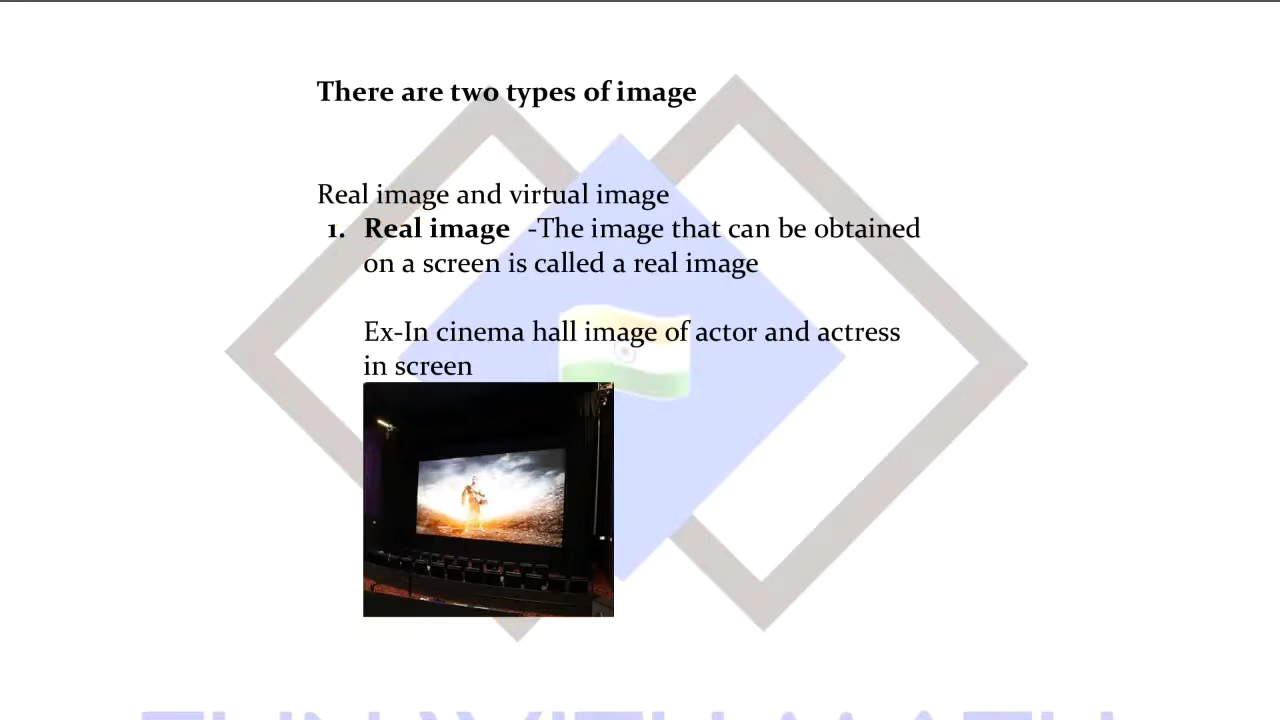 There are two types of image
Real image and virtual image
1. Real image -The image that can be obtained
on a screen is called a real image
Ex-In cinema hall image of actor and actress
in screen